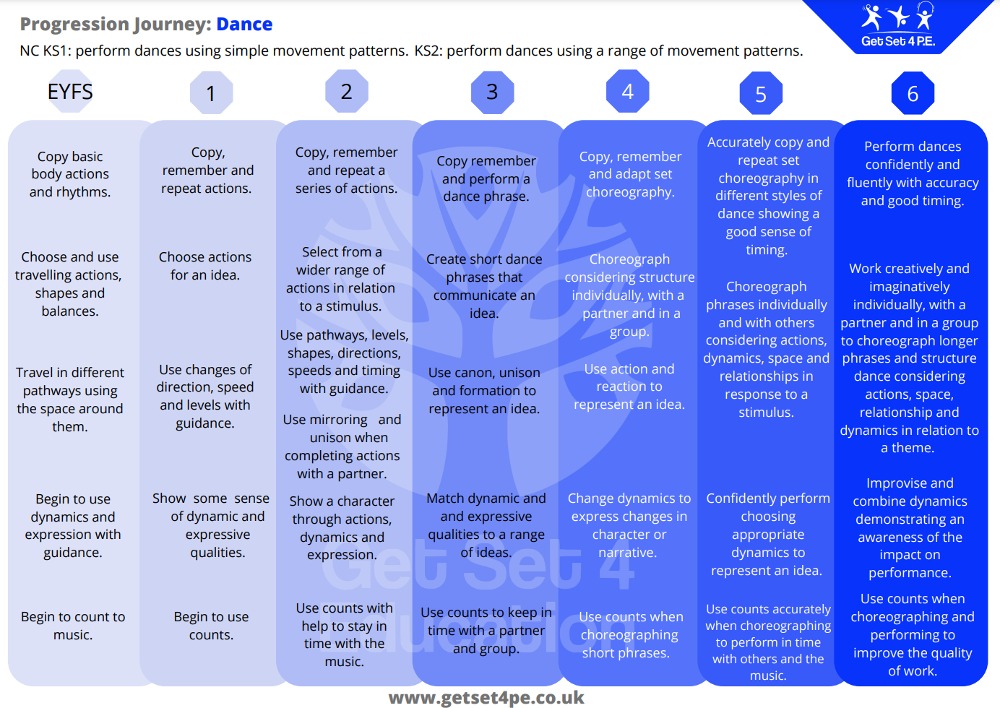 Progression Journey: Dance
Get Set 4 P.E.
NC KS1: perform dances using simple movement patterns. KS2: perform dances using a range of movement patterns.
EYFS
Copy basic
body actions
and rhythms.
Choose and use
travelling actions,
shapes and
balances.
Travel in different
pathways using
the space around
them.
Begin to use
dynamics and
expression with
guidance.
Begin to count to
music.
1
Copy,
remember and
repeat actions.
Choose actions
for an idea.
Use changes of
direction, speed
and levels with
guidance.
Show some sense
of dynamic and
expressive
qualities.
Begin to use
counts.
2
Copy, remember
and repeat a
series of actions.
Select from a
wider range of
actions in relation
to a stimulus.
Use pathways, levels,
shapes, directions,
speeds and timing
with guidance.
Use mirroring and
unison when
completing actions
with a partner.
Show a character
through actions,
dynamics and
expression.
Use counts with
help to stay in
time with the
music.
3
Copy remember
and perform a
dance phrase.
Create short dance
phrases that
communicate an
idea.
Use canon, unison
and formation to
represent an idea.
Match dynamic and
and expressive
qualities to a range
of ideas.
Use counts to keep in
time with a partner
and group.
4
Copy, remember
and adapt set
choreography.
Choreograph
considering structure
individually, with a
partner and in a
group.
Use action and
reaction to
represent an idea.
Change dynamics to
express changes in
character or
narrative.
Use counts when
choreographing
short phrases.
5
Accurately copy and
repeat set
choreography in
different styles of
dance showing a
good sense of
timing.
Choreograph
phrases individually
and with others
considering actions,
dynamics, space and
relationships in
response to a
stimulus.
Confidently perform
choosing
appropriate
dynamics to
represent an idea.
Use counts accurately
when choreographing
to perform in time
with others and the
music.
6
Perform dances
confidently and
fluently with accuracy
and good timing.
Work creatively and
imaginatively
individually, with a
partner and in a group
to choreograph longer
phrases and structure
dance considering
actions, space,
relationship and
dynamics in relation to
a theme.
Improvise and
combine dynamics
demonstrating an
awareness of the
impact on
performance.
Use counts when
choreographing and
performing to
improve the quality
of work.
Get Set 4
Education
www.getset4pe.co.uk